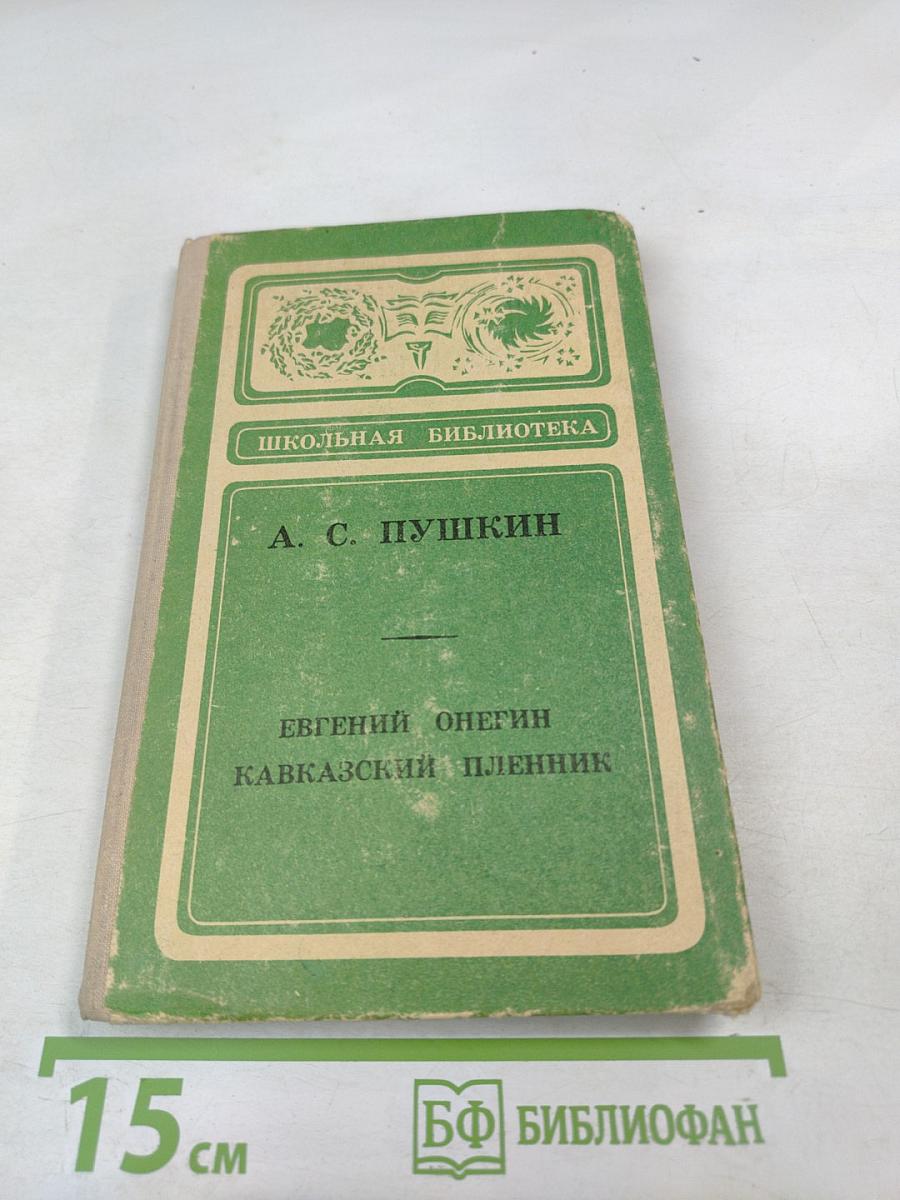 ШКОЛЬНАЯ БИБЛИОТЕКА
А. С. ПУШКИН
ЕВГЕНИЙ ОНЕГИН
КАВКАЗСКИЙ ПЛЕННИК
15 см
БФ БИБЛИОФАН